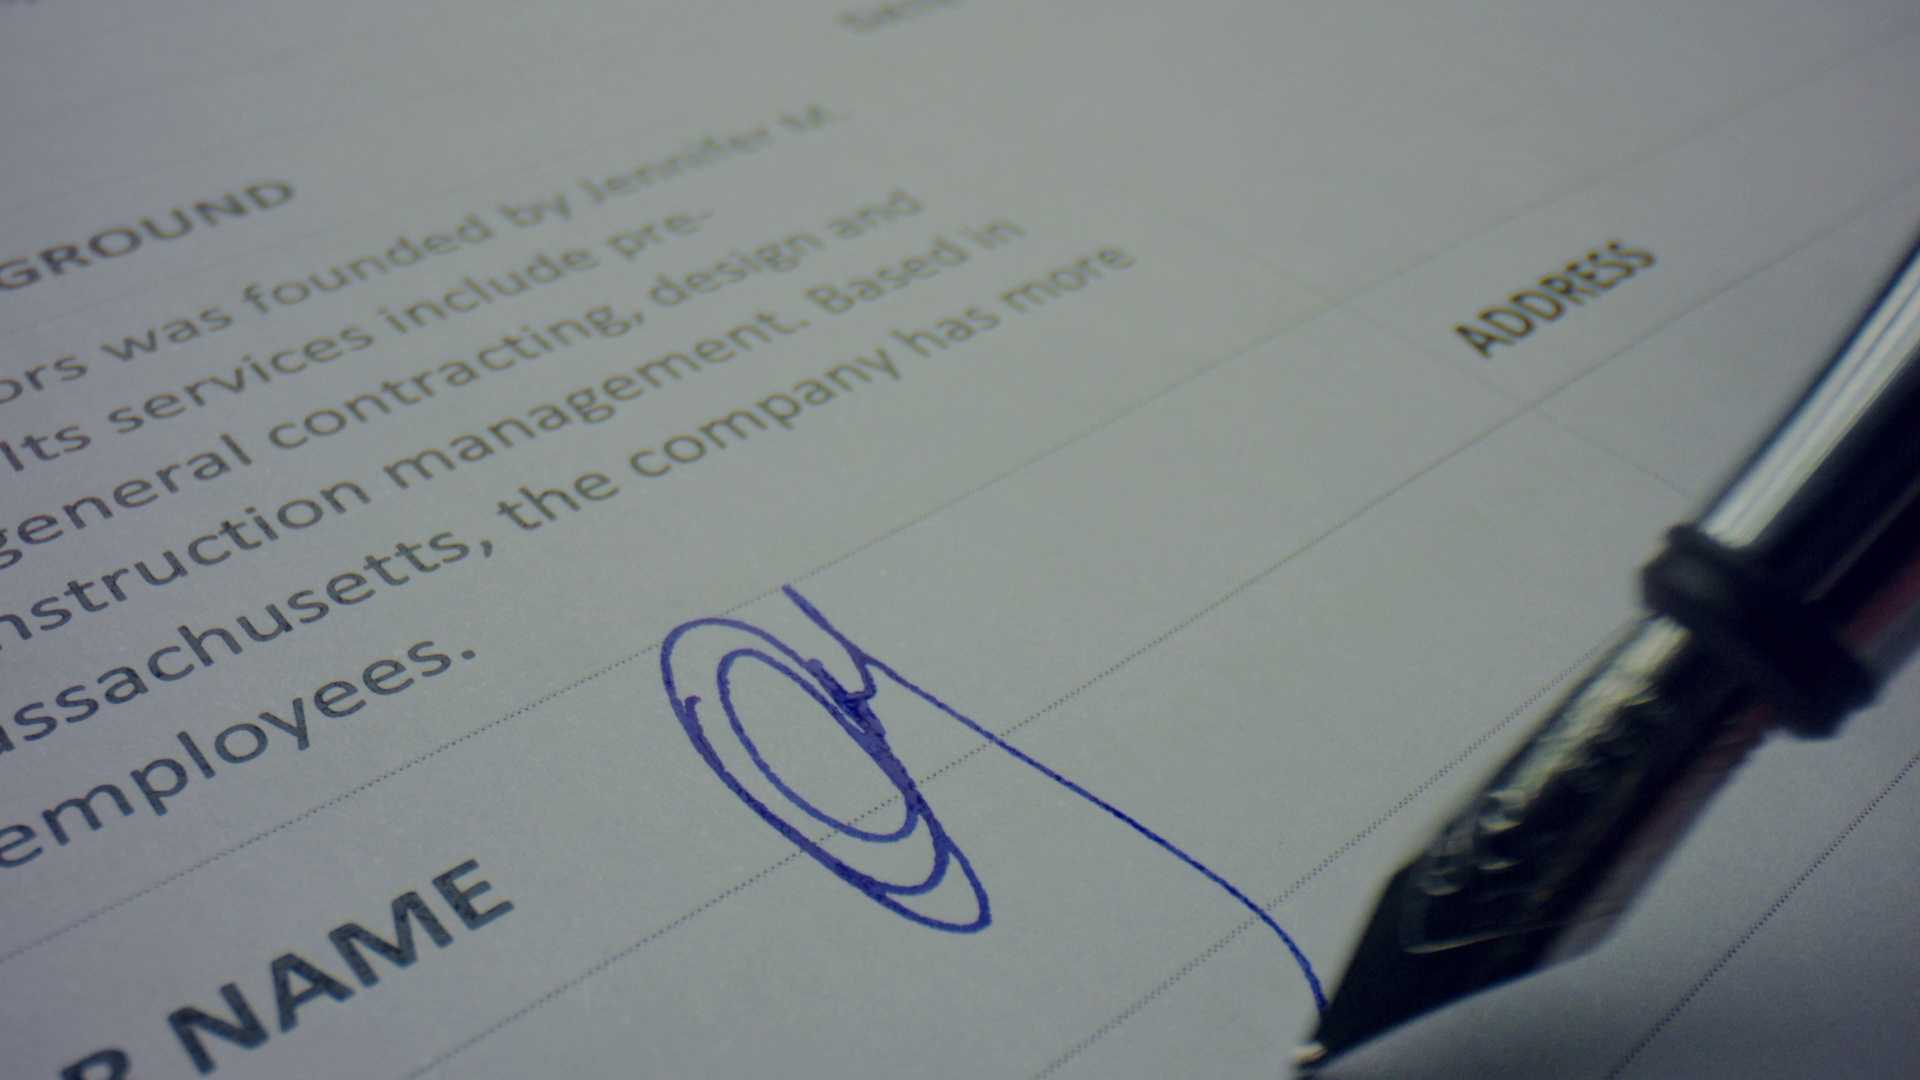 GROUND
ors was founded by Jennifer M.
Its services include pre-
general contracting, design and
nstruction management. Based in
assachusetts, the company has more
employees.
ADDRESS
R NAME